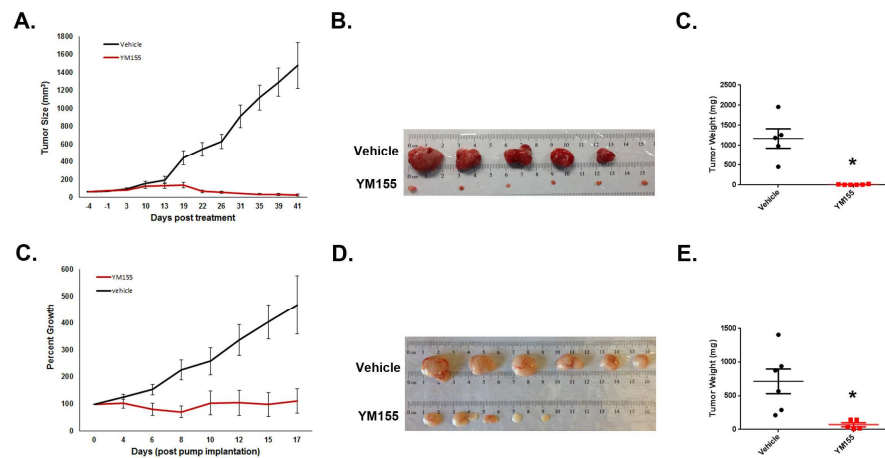 A.
B.
C.
1800
1600
1400
1200
1000
800
600
400
200
0
Tumor Size (mm³)
Vehicle
YM155
-4 -1 3 10 13 19 22 26 31 35 39 41
Days post treatment
Vehicle
YM155
2500
2000
1500
1000
500
0
Tumor Weight (mg)
*
Vehicle
YM155
C.
D.
E.
600
500
400
300
200
100
0
Percent Growth
YM155
vehicle
0 4 6 8 10 12 15 17
Days (post pump implantation)
Vehicle
YM155
2000
1500
1000
500
0
Tumor Weight (mg)
*
Vehicle
YM155